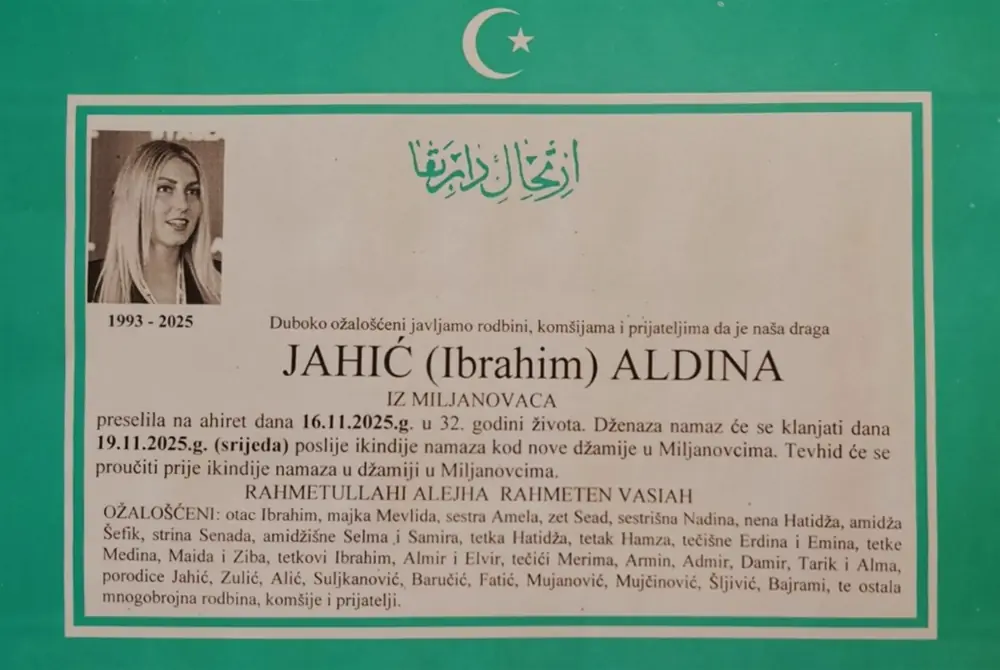 ارتحال دار بقا
1993 - 2025
Duboko ožalošćeni javljamo rodbini, komšijama i prijateljima da je naša draga
JAHIĆ (Ibrahim) ALDINA
IZ MILJANOVACA
preselila na ahiret dana 16.11.2025.g. u 32. godini života. Dženaza namaz će se klanjati dana
19.11.2025.g. (srijeda) poslije ikindije namaza kod nove džamije u Miljanovcima. Tevhid će se
proučiti prije ikindije namaza u džamiji u Miljanovcima.
RAHMETULLAHI ALEJHA RAHMETEN VASIAH
OŽALOŠĆENI: otac Ibrahim, majka Mevlida, sestra Amela, zet Sead, sestrišna Nadina, nena Hatidža, amidža
Šefik, strina Senada, amidžišne Selma i Samira, tetka Hatidža, tetak Hamza, tečišne Erdina i Emina, tetke
Medina, Maida i Ziba, tetkovi Ibrahim, Almir i Elvir, tečići Merima, Armin, Admir, Damir, Tarik i Alma,
porodice Jahić, Zulić, Alić, Suljkanović, Baručić, Fatić, Mujanović, Mujčinović, Šljivić, Bajrami, te ostala
mnogobrojna rodbina, komšije i prijatelji.